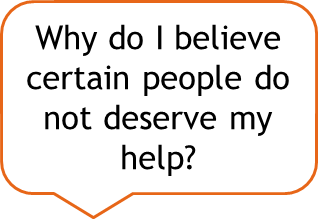 Why do I believe
certain people do
not deserve my
help?